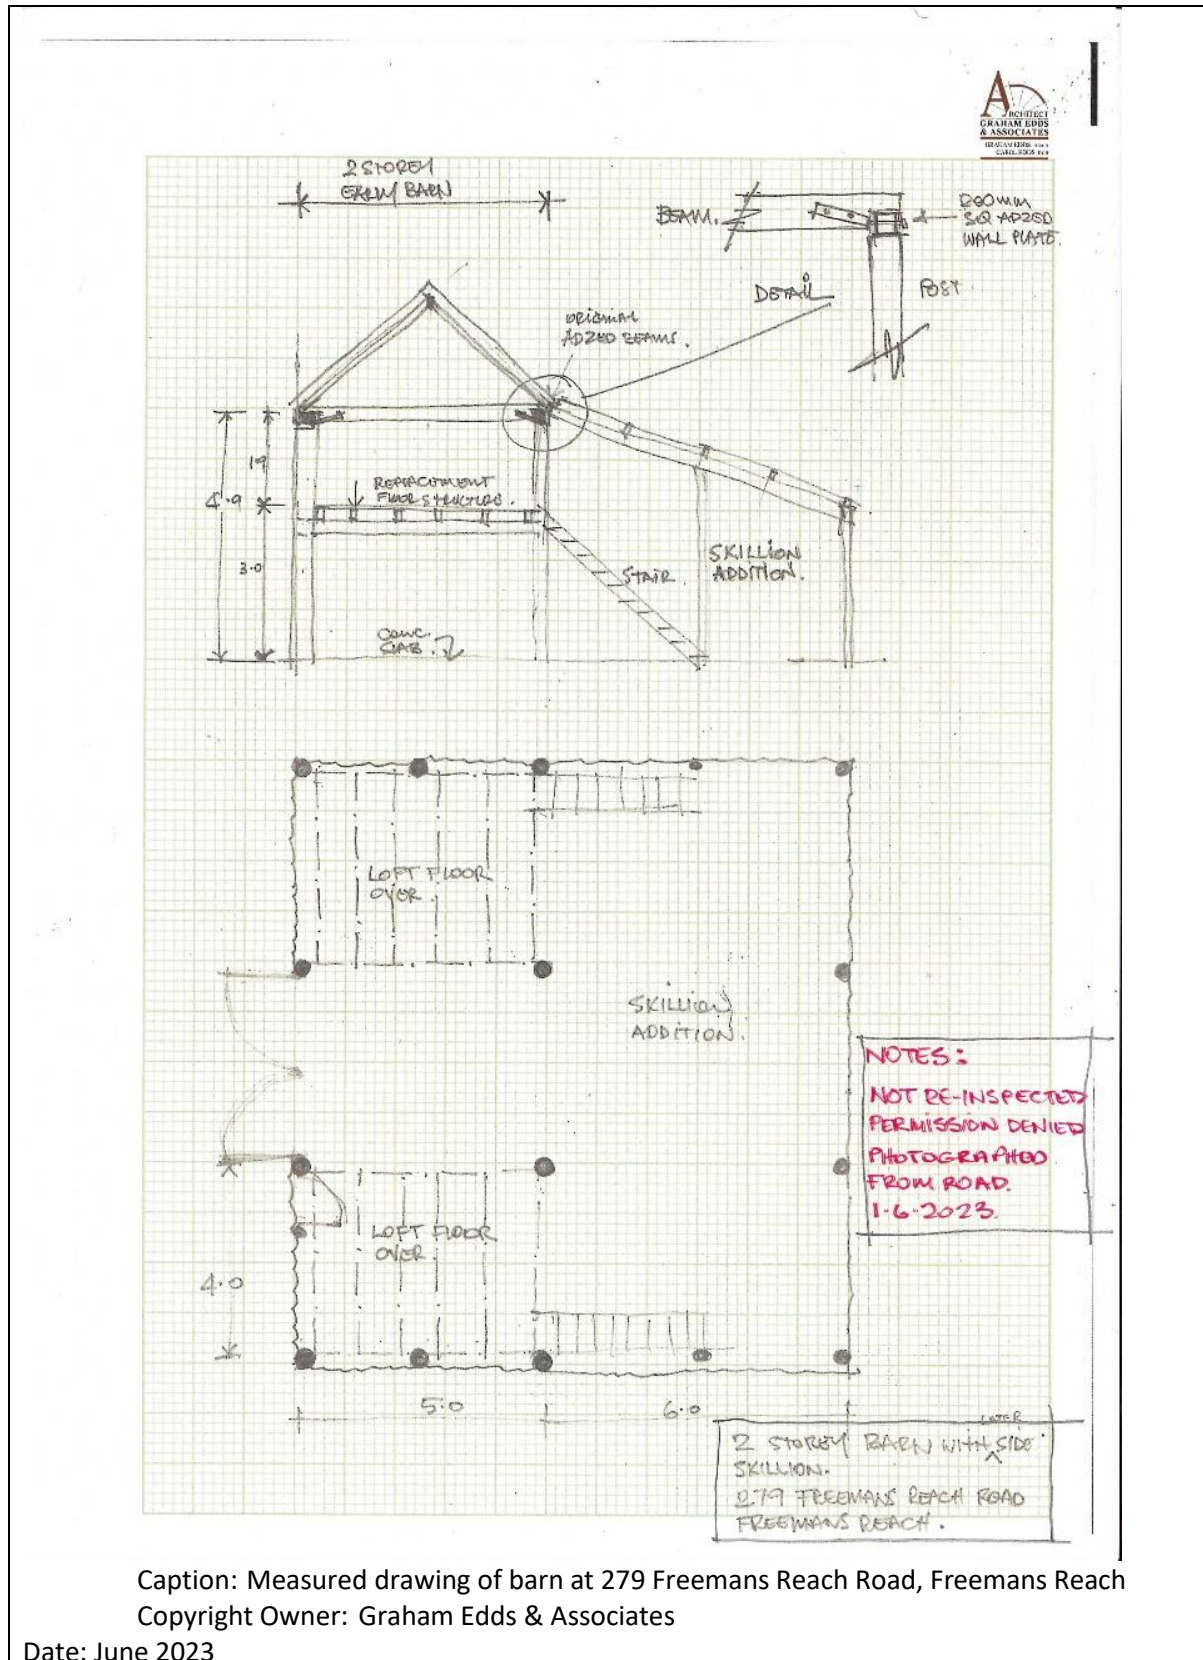 ARCHITECT
GRAHAM EDDS
& ASSOCIATES
2 STOREY
BARN
BEAM.
200mm
SQ ADZED
WALL PLATE.
DETAIL
POST
ORIGINAL
ADZED BEAMS.
1.9
4.9
3.0
REPLACEMENT
FLOOR STRUCTURE.
SKILLION
ADDITION.
STAIR.
CONC.
SLAB.
LOFT FLOOR
OVER.
SKILLION
ADDITION.
NOTES:
NOT RE-INSPECTED
PERMISSION DENIED
PHOTOGRAPHED
FROM ROAD.
1.6.2023.
LOFT FLOOR
OVER.
4.0
5.0
6.0
2 STOREY BARN WITH LATER SIDE
SKILLION.
279 FREEMANS REACH ROAD
FREEMANS REACH.
Caption: Measured drawing of barn at 279 Freemans Reach Road, Freemans Reach
Copyright Owner: Graham Edds & Associates
Date: June 2023